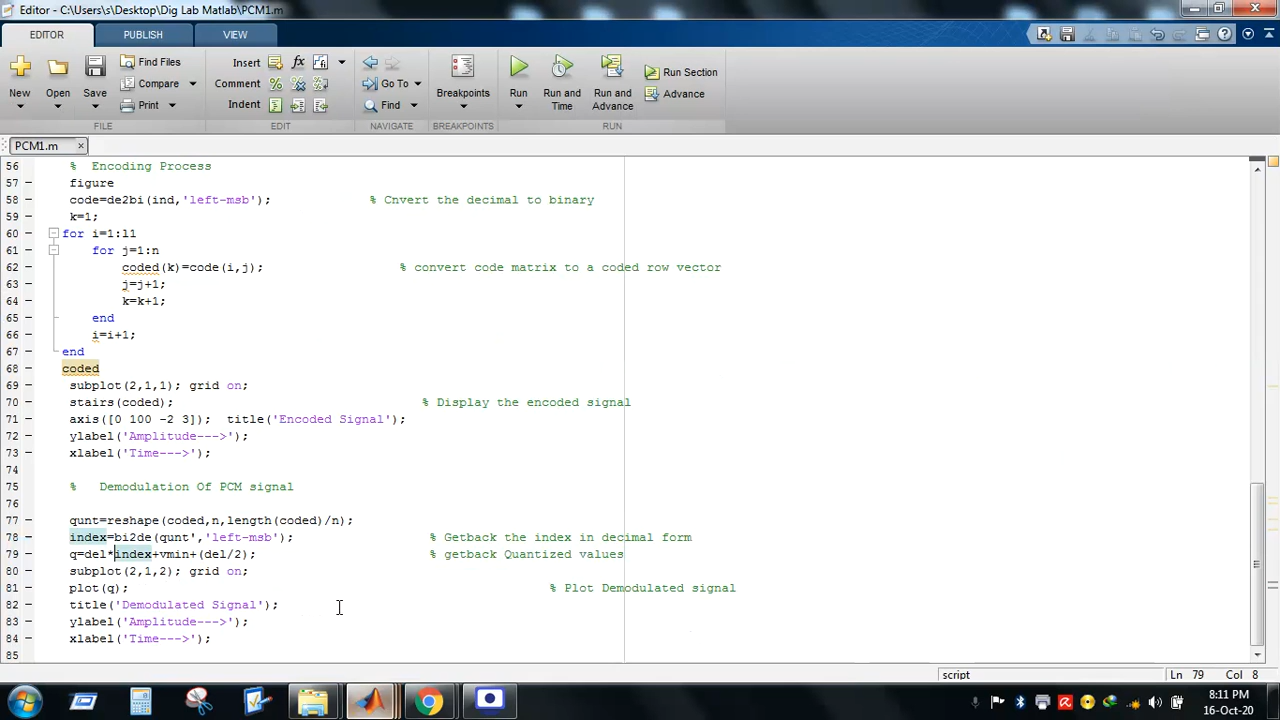 Editor - C:\Users\s\Desktop\Dig Lab Matlab\PCM1.m
EDITOR PUBLISH VIEW
New Open Save Find Files Compare Print
Insert fx Comment Indent
Go To Find
Breakpoints
Run Run and Time Run and Advance Run Section Advance
FILE EDIT NAVIGATE BREAKPOINTS RUN
PCM1.m ×
56 % Encoding Process
57 figure
58 code=de2bi(ind,'left-msb'); % Cnvert the decimal to binary
59 k=1;
60 for i=1:l1
61 for j=1:n
62 coded(k)=code(i,j); % convert code matrix to a coded row vector
63 j=j+1;
64 k=k+1;
65 end
66 i=i+1;
67 end
68 coded
69 subplot(2,1,1); grid on;
70 stairs(coded); % Display the encoded signal
71 axis([0 100 -2 3]); title('Encoded Signal');
72 ylabel('Amplitude--->');
73 xlabel('Time--->');
74
75 % Demodulation Of PCM signal
76
77 qunt=reshape(coded,n,length(coded)/n);
78 index=bi2de(qunt','left-msb'); % Getback the index in decimal form
79 q=del*index+vmin+(del/2); % getback Quantized values
80 subplot(2,1,2); grid on;
81 plot(q); % Plot Demodulated signal
82 title('Demodulated Signal');
83 ylabel('Amplitude--->');
84 xlabel('Time--->');
85
script Ln 79 Col 8
8:11 PM
16-Oct-20